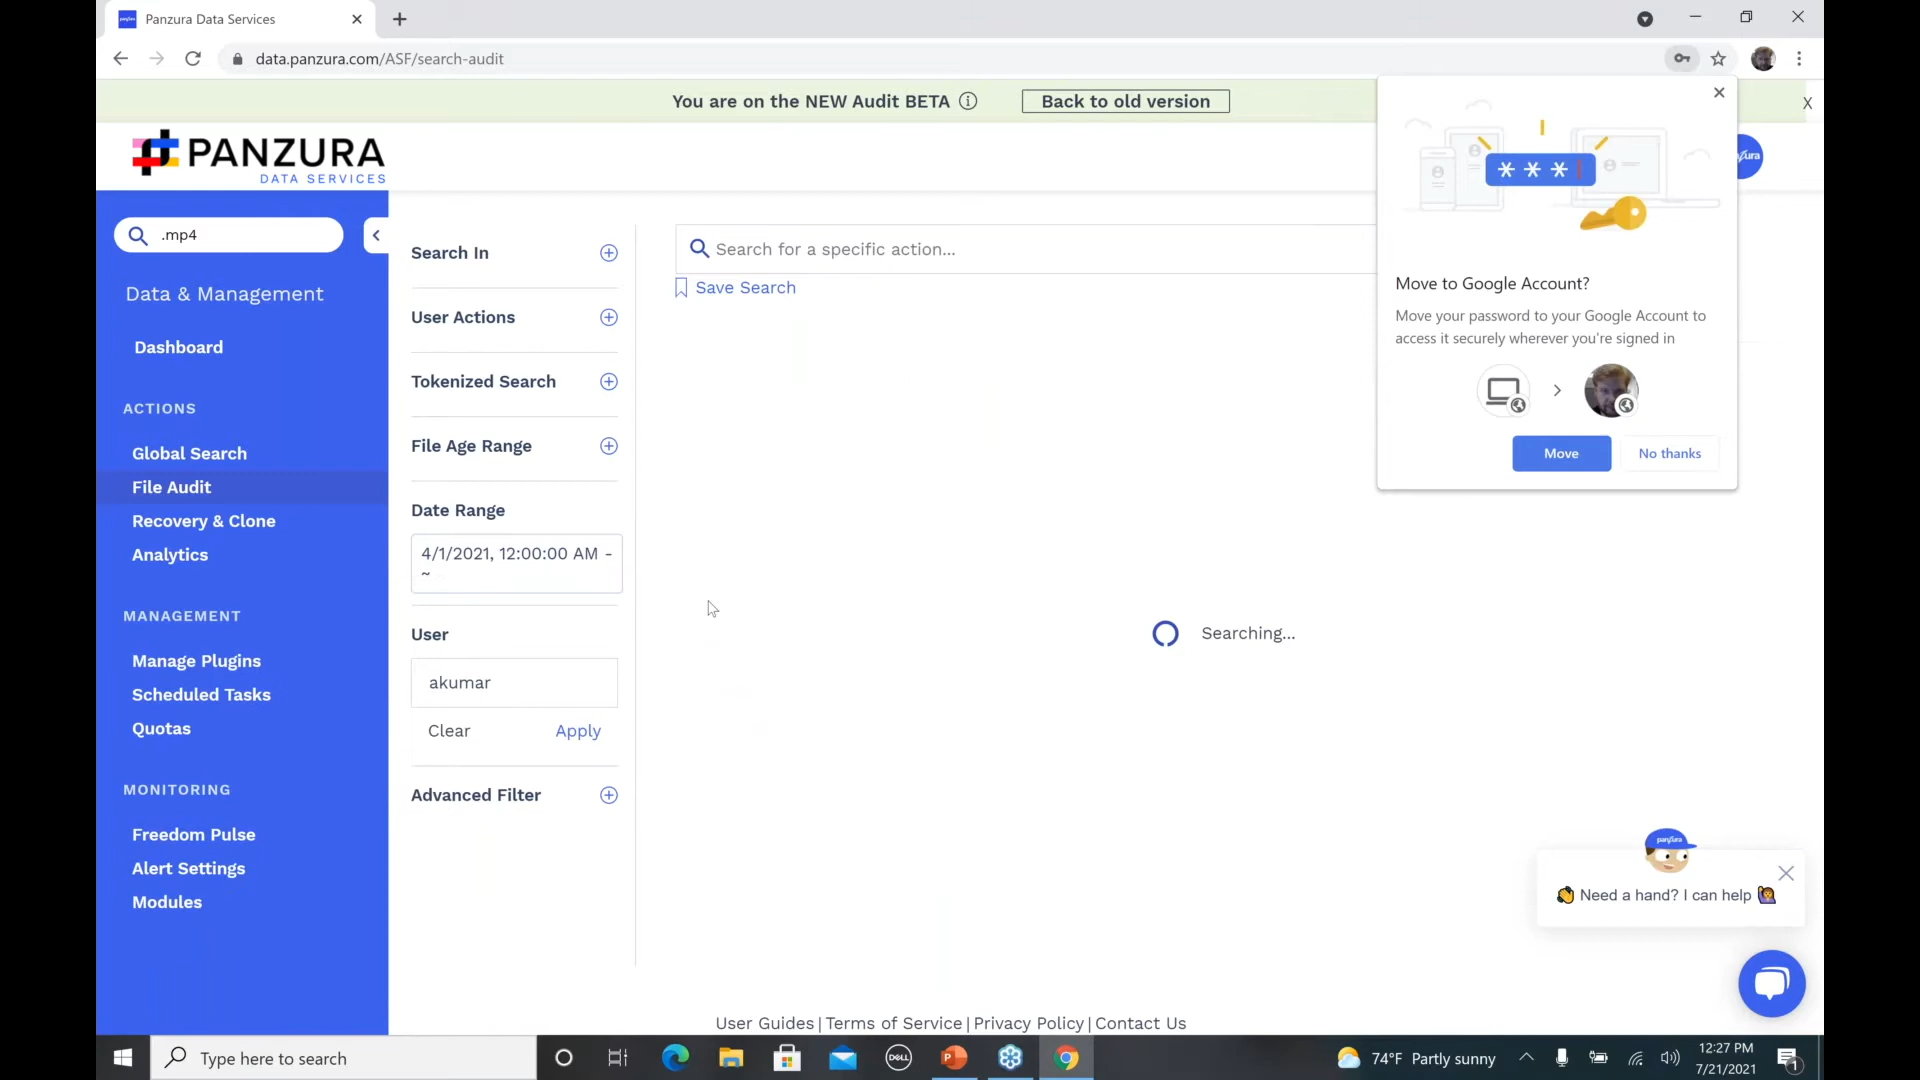 Panzura Data Services
data.panzura.com/ASF/search-audit
You are on the NEW Audit BETA
Back to old version
X
PANZURA
DATA SERVICES
.mp4
Data & Management
Dashboard
ACTIONS
Global Search
File Audit
Recovery & Clone
Analytics
MANAGEMENT
Manage Plugins
Scheduled Tasks
Quotas
MONITORING
Freedom Pulse
Alert Settings
Modules
Search In
User Actions
Tokenized Search
File Age Range
Date Range
4/1/2021, 12:00:00 AM -
~
User
akumar
Clear Apply
Advanced Filter
Search for a specific action...
Save Search
Searching...
* * *
Move to Google Account?
Move your password to your Google Account to
access it securely wherever you're signed in
Move No thanks
panzura
👋 Need a hand? I can help 🙋
User Guides | Terms of Service | Privacy Policy | Contact Us
Type here to search
DELL
74°F Partly sunny
12:27 PM
7/21/2021
1